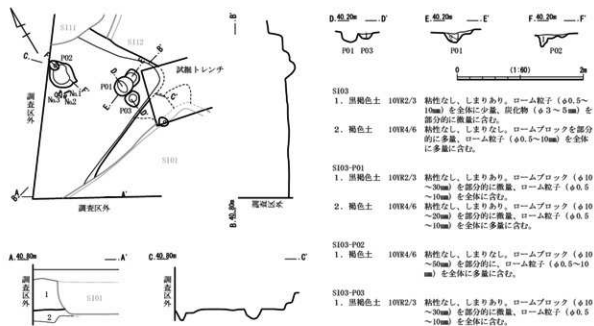 SI11
SI12
C.
P02
No.1
No.2
No.3
調査区外
P01
P03
試掘トレンチ
SI01
A
A'
B'
C'
D
D'
E
調査区外
B.40.80m
B'
調査区外
A.40.80m
A'
調査区外
1
2
SI01
C.40.80m
C'
調査区外
D.40.20m
D'
P01 P03
E.40.20m
E'
P01
F.40.20m
F'
P02
0 (1:60) 2m
SI03
1. 黒褐色土 10YR2/3 粘性なし、しまりあり。ローム粒子(φ0.5~
10㎜)を全体に少量、炭化物(φ3~5㎜)を
部分的に微量に含む。
2. 褐色土 10YR4/6 粘性なし、しまりなし。ロームブロックを部分
的に多量、ローム粒子(φ0.5~10㎜)を全体
に多量に含む。
SI03-P01
1. 黒褐色土 10YR2/3 粘性なし、しまりあり。ロームブロック(φ10
~30㎜)を部分的に微量、ローム粒子(φ0.5
~10㎜)を全体に含む。
2. 褐色土 10YR4/6 粘性なし、しまりあり。ロームブロック(φ10
~20㎜)を部分的に微量、ローム粒子(φ0.5
~10㎜)を全体に多量に含む。
SI03-P02
1. 褐色土 10YR4/6 粘性なし、しまりなし。ロームブロック(φ10
~50㎜)を部分的に、ローム粒子(φ0.5~10
㎜)を全体に多量に含む。
SI03-P03
1. 黒褐色土 10YR2/3 粘性なし、しまりあり。ロームブロック(φ10
~30㎜)を部分的に微量、ローム粒子(φ0.5
~10㎜)を全体に含む。